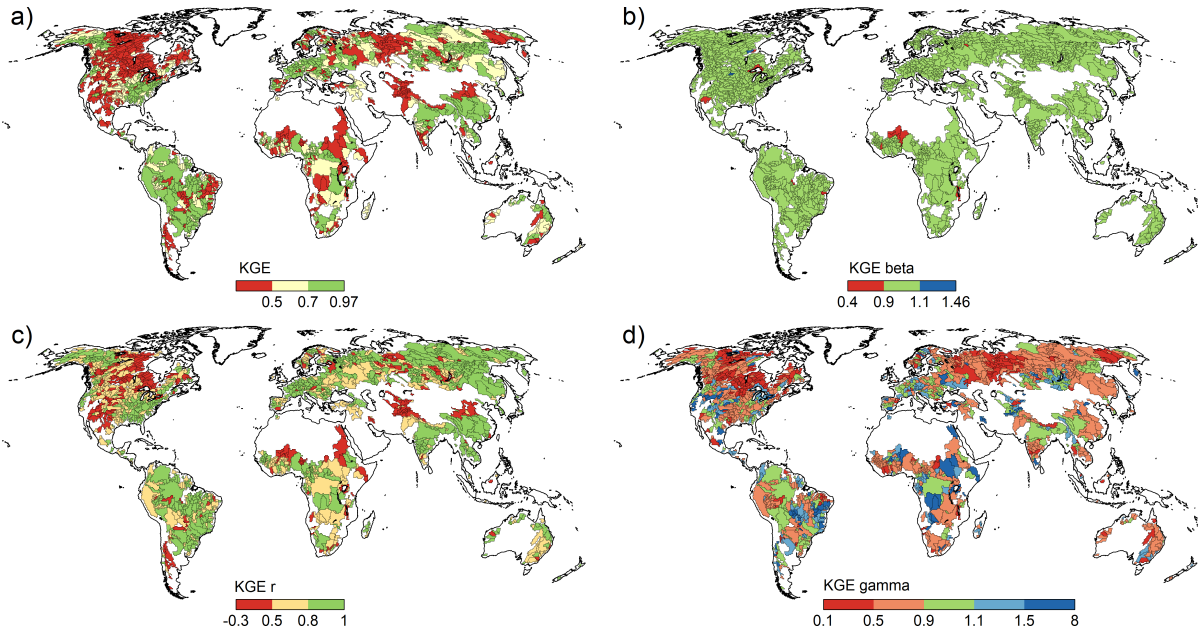 a)
b)
KGE
0.5 0.7 0.97
KGE beta
0.4 0.9 1.1 1.46
c)
d)
KGE r
-0.3 0.5 0.8 1
KGE gamma
0.1 0.5 0.9 1.1 1.5 8